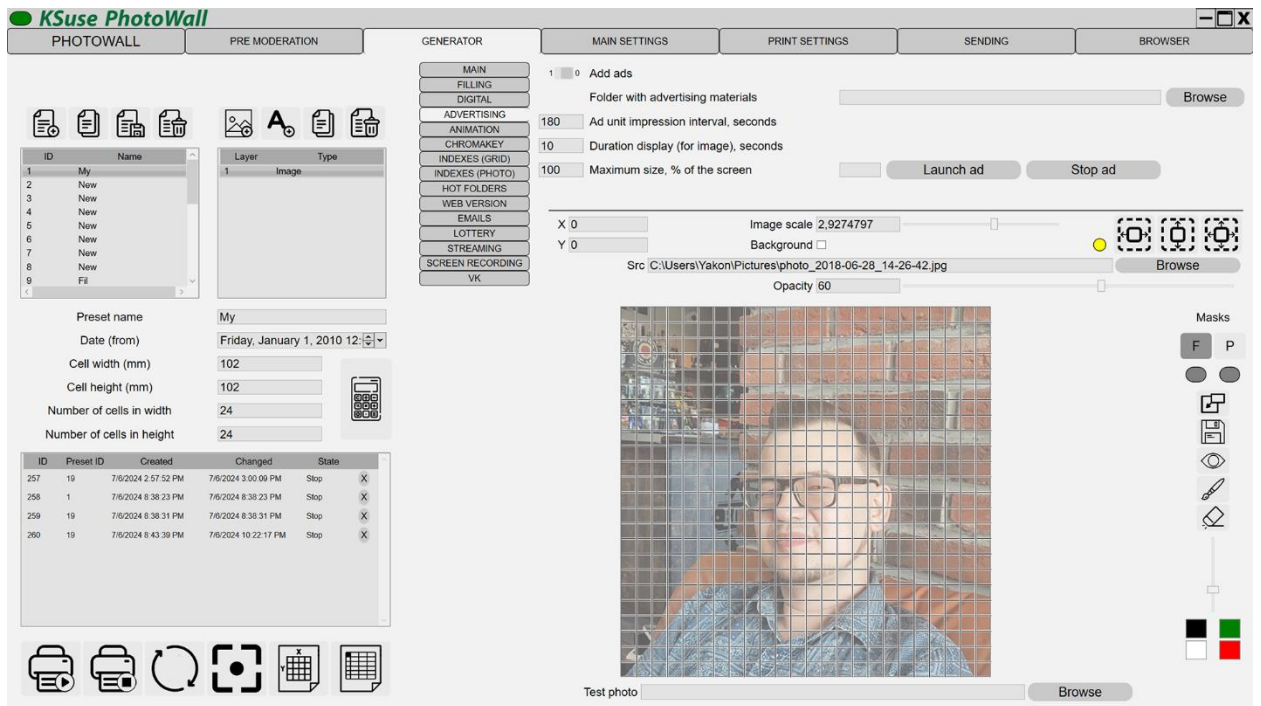 KSuse PhotoWall
X
PHOTOWALL PRE MODERATION GENERATOR MAIN SETTINGS PRINT SETTINGS SENDING BROWSER
MAIN
FILLING
DIGITAL
ADVERTISING
ANIMATION
CHROMAKEY
INDEXES (GRID)
INDEXES (PHOTO)
HOT FOLDERS
WEB VERSION
EMAILS
LOTTERY
STREAMING
SCREEN RECORDING
VK
1 0 Add ads
Folder with advertising materials Browse
180 Ad unit impression interval, seconds
10 Duration display (for image), seconds
100 Maximum size, % of the screen Launch ad Stop ad
ID Name
1 My
2 New
3 New
4 New
5 New
6 New
7 New
8 New
9 Fil
Layer Type
1 Image
X 0 Image scale 2,9274797
Y 0 Background
Src C:\Users\Yakon\Pictures\photo_2018-06-28_14-26-42.jpg Browse
Opacity 60
Preset name My
Date (from) Friday, January 1, 2010 12:
Cell width (mm) 102
Cell height (mm) 102
Number of cells in width 24
Number of cells in height 24
ID Preset ID Created Changed State
257 19 7/6/2024 2:57:52 PM 7/6/2024 3:00:09 PM Stop X
258 1 7/6/2024 8:38:23 PM 7/6/2024 8:38:23 PM Stop X
259 19 7/6/2024 8:38:31 PM 7/6/2024 8:38:31 PM Stop X
260 19 7/6/2024 8:43:39 PM 7/6/2024 10:22:17 PM Stop X
Masks
F P
X
Y
Test photo Browse